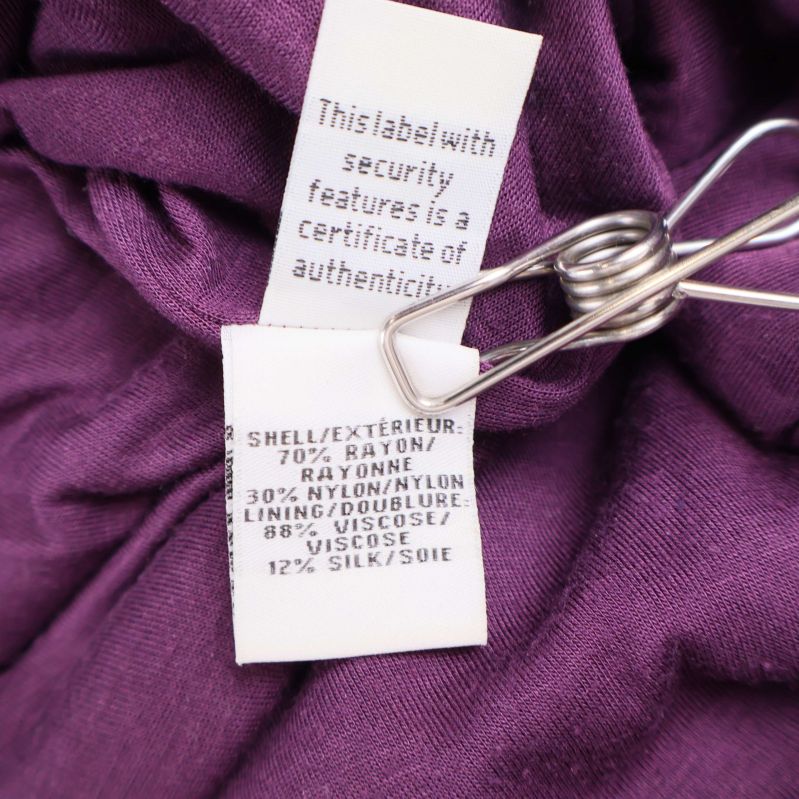 This label with
security
features is a
certificate of
authenticity.
SHELL/EXTÉRIEUR:
70% RAYON/
RAYONNE
30% NYLON/NYLON
LINING/DOUBLURE:
88% VISCOSE/
VISCOSE
12% SILK/SOIE